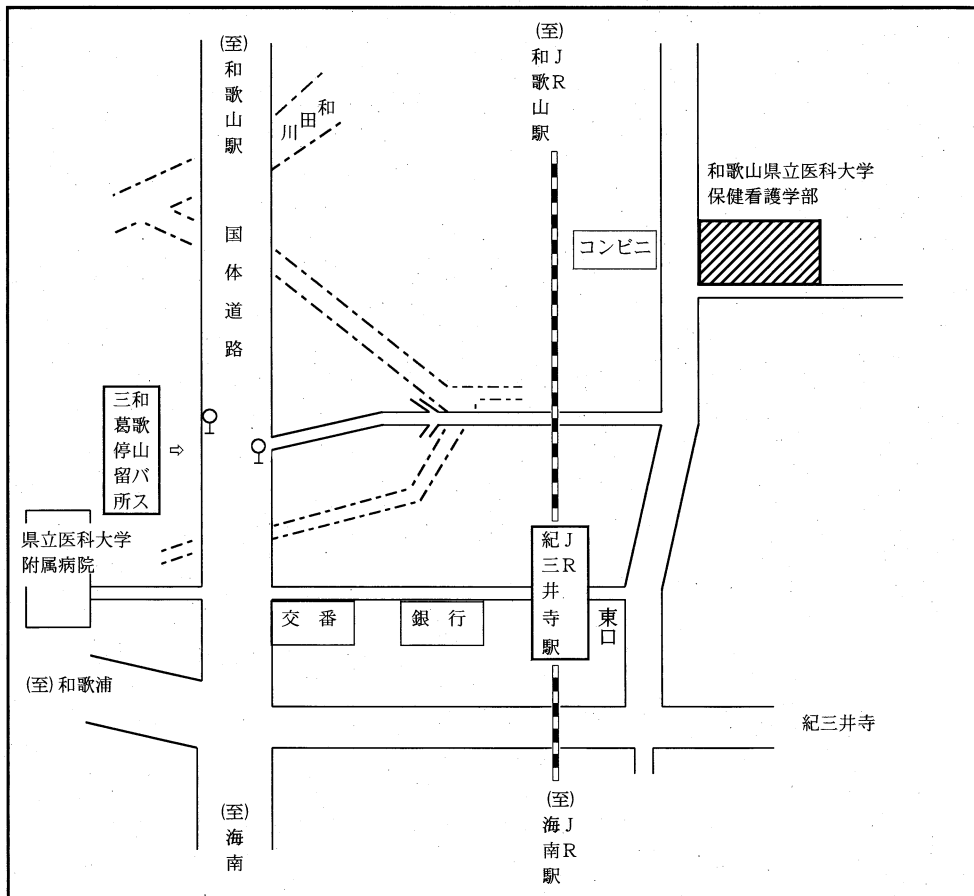 (至)和歌山駅
和田川
国体道路
(至)
JR
和歌山駅
和歌山県立医科大学
保健看護学部
コンビニ
和歌山バス
三葛停留所
⇨
県立医科大学
附属病院
交番
銀行
JR
紀三井寺駅
東口
(至)和歌浦
紀三井寺
(至)海南
(至)
JR
海南駅